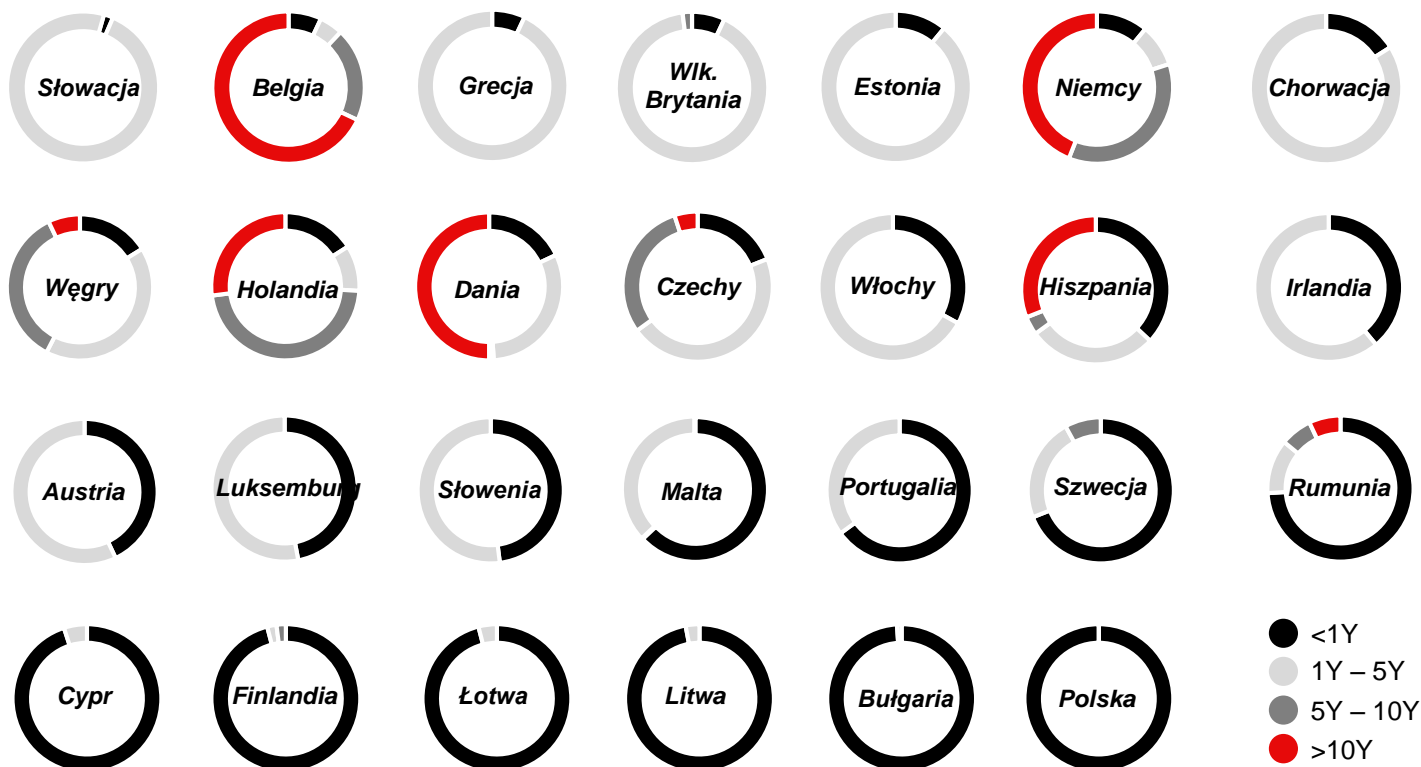 Słowacja
Belgia
Grecja
Wlk.
Brytania
Estonia
Niemcy
Chorwacja
Węgry
Holandia
Dania
Czechy
Włochy
Hiszpania
Irlandia
Austria
Luksemburg
Słowenia
Malta
Portugalia
Szwecja
Rumunia
Cypr
Finlandia
Łotwa
Litwa
Bułgaria
Polska
<1Y
1Y – 5Y
5Y – 10Y
>10Y